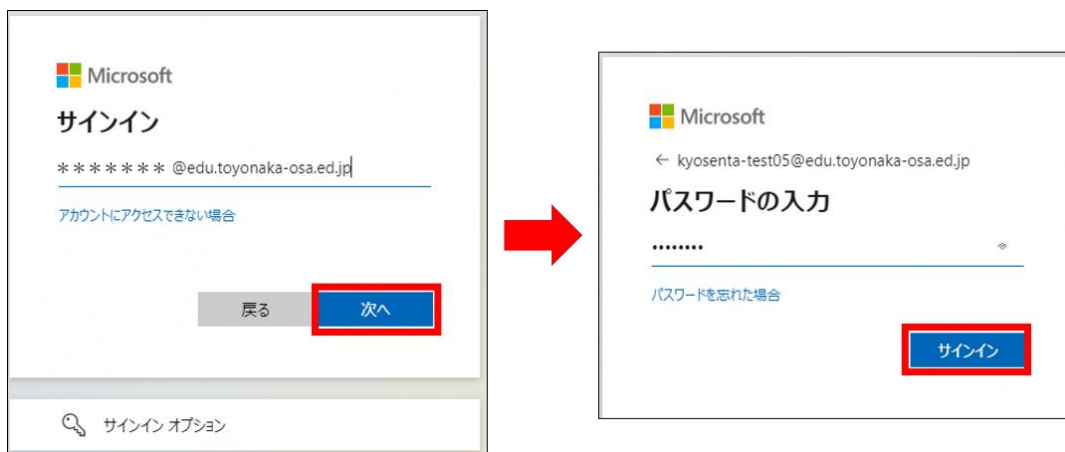 Microsoft
サインイン
＊＊＊＊＊＊＊ @edu.toyonaka-osa.ed.jp
アカウントにアクセスできない場合
戻る
次へ
サインイン オプション
Microsoft
← kyosenta-test05@edu.toyonaka-osa.ed.jp
パスワードの入力
••••••••
パスワードを忘れた場合
サインイン